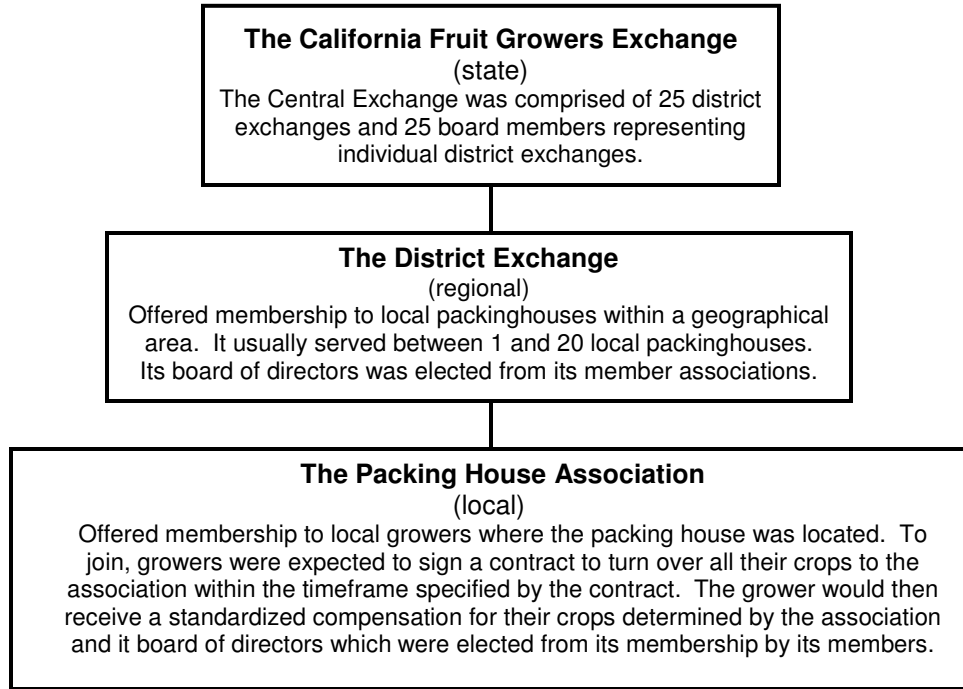 The California Fruit Growers Exchange
(state)
The Central Exchange was comprised of 25 district
exchanges and 25 board members representing
individual district exchanges.
The District Exchange
(regional)
Offered membership to local packinghouses within a geographical
area.  It usually served between 1 and 20 local packinghouses.
Its board of directors was elected from its member associations.
The Packing House Association
(local)
Offered membership to local growers where the packing house was located.  To
join, growers were expected to sign a contract to turn over all their crops to the
association within the timeframe specified by the contract.  The grower would then
receive a standardized compensation for their crops determined by the association
and it board of directors which were elected from its membership by its members.